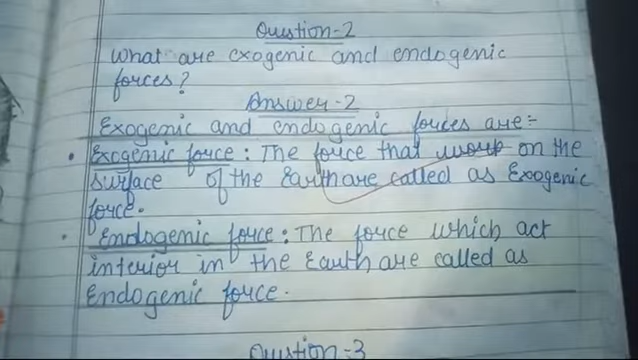 Question-2
What are exogenic and endogenic
forces?
Answer-2
Exogenic and endogenic forces are:-
• Exogenic force: The force that work on the
surface of the Earth are called as Exogenic
force.
• Endogenic force: The force which act
interior in the Earth are called as
Endogenic force.
Question-3